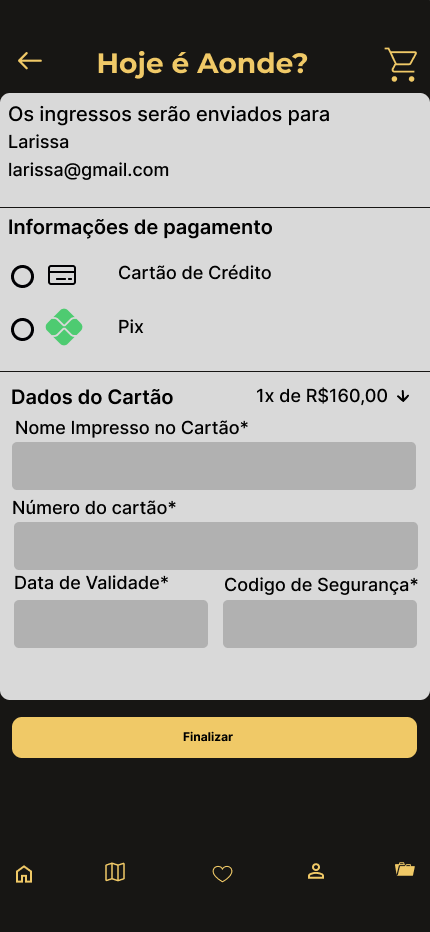 Hoje é Aonde?
Os ingressos serão enviados para
Larissa
larissa@gmail.com
Informações de pagamento
Cartão de Crédito
Pix
Dados do Cartão
1x de R$160,00
Nome Impresso no Cartão*
Número do cartão*
Data de Validade*
Codigo de Segurança*
Finalizar